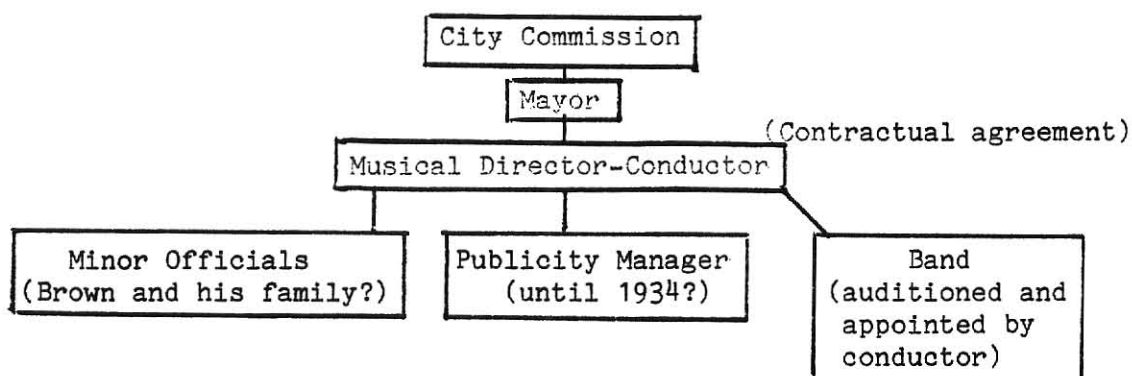 City Commission
Mayor
(Contractual agreement)
Musical Director-Conductor
Minor Officials
(Brown and his family?)
Publicity Manager
(until 1934?)
Band
(auditioned and
appointed by
conductor)